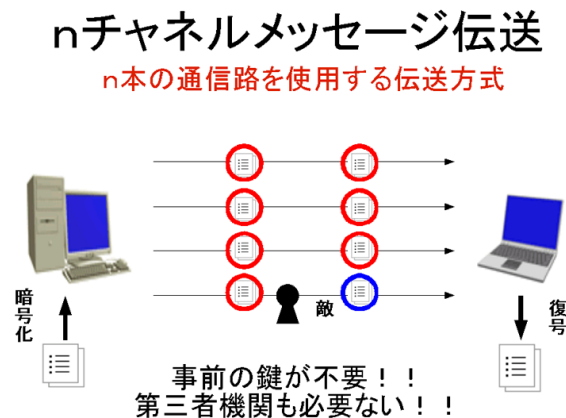 nチャネルメッセージ伝送
n本の通信路を使用する伝送方式
暗号化
敵
復号
事前の鍵が不要!!
第三者機関も必要ない!!